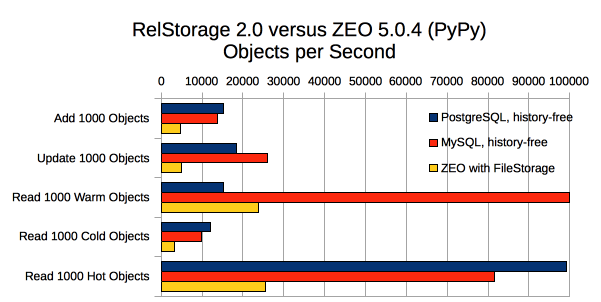 RelStorage 2.0 versus ZEO 5.0.4 (PyPy)
Objects per Second
0 10000 20000 30000 40000 50000 60000 70000 80000 90000 100000
Add 1000 Objects
PostgreSQL, history-free
MySQL, history-free
Update 1000 Objects
ZEO with FileStorage
Read 1000 Warm Objects
Read 1000 Cold Objects
Read 1000 Hot Objects